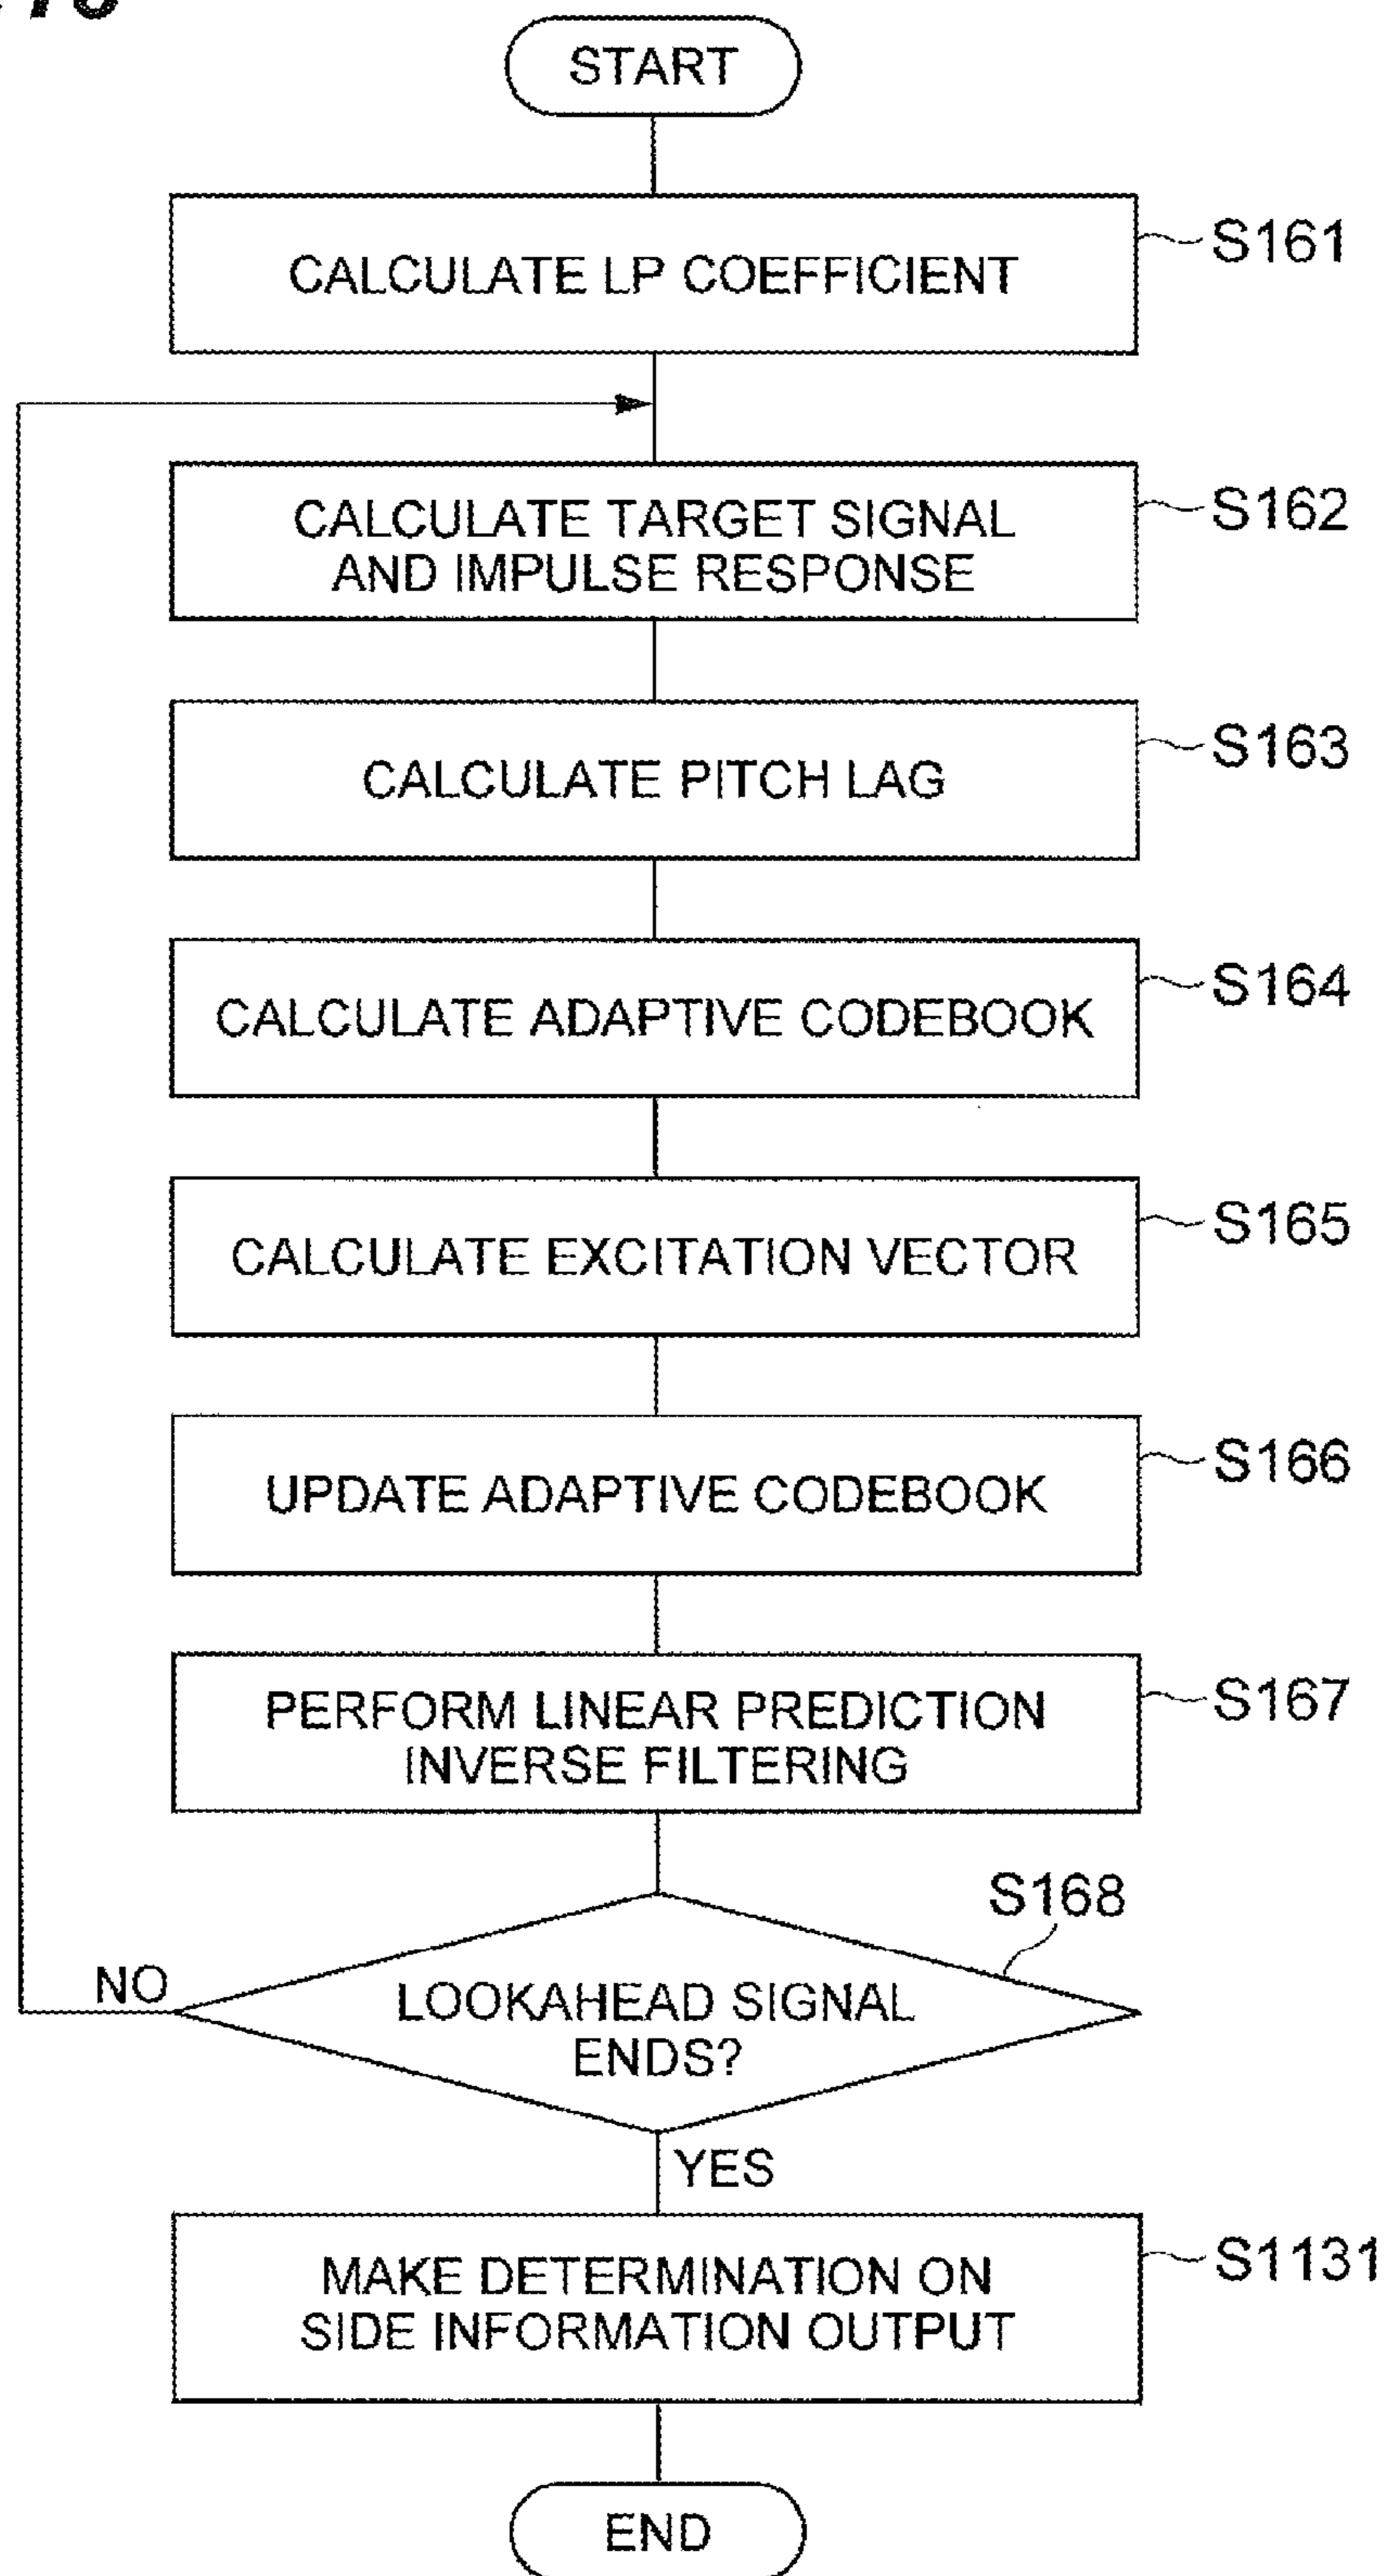 START
CALCULATE LP COEFFICIENT
S161
CALCULATE TARGET SIGNAL
AND IMPULSE RESPONSE
S162
CALCULATE PITCH LAG
S163
CALCULATE ADAPTIVE CODEBOOK
S164
CALCULATE EXCITATION VECTOR
S165
UPDATE ADAPTIVE CODEBOOK
S166
PERFORM LINEAR PREDICTION
INVERSE FILTERING
S167
S168
NO
LOOKAHEAD SIGNAL
ENDS?
YES
MAKE DETERMINATION ON
SIDE INFORMATION OUTPUT
S1131
END